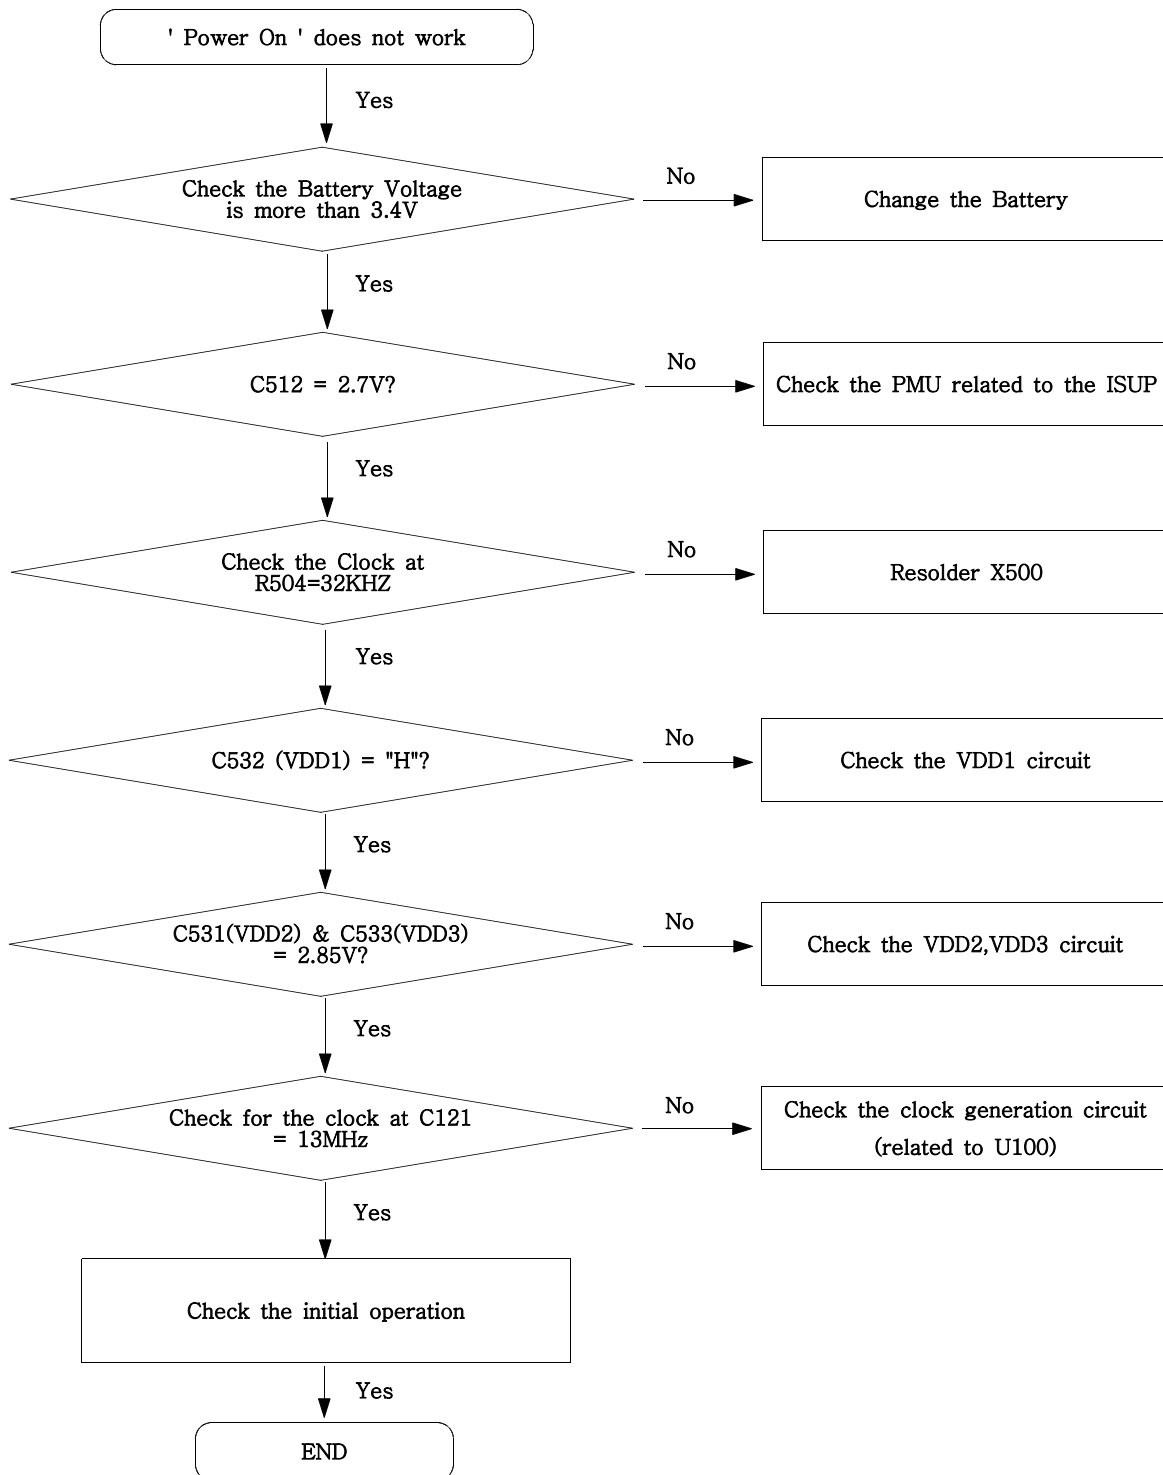 ' Power On ' does not work
Yes
Check the Battery Voltage
is more than 3.4V
No
Change the Battery
Yes
C512 = 2.7V?
No
Check the PMU related to the ISUP
Yes
Check the Clock at
R504=32KHZ
No
Resolder X500
Yes
C532 (VDD1) = "H"?
No
Check the VDD1 circuit
Yes
C531(VDD2) & C533(VDD3)
= 2.85V?
No
Check the VDD2,VDD3 circuit
Yes
Check for the clock at C121
= 13MHz
No
Check the clock generation circuit
(related to U100)
Yes
Check the initial operation
Yes
END